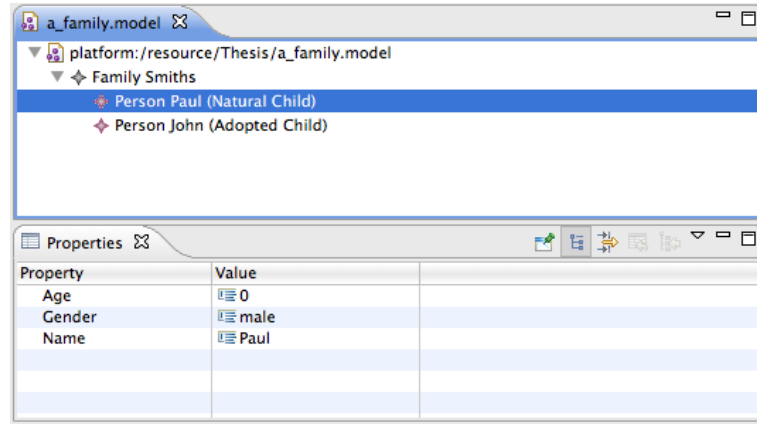 a_family.model
platform:/resource/Thesis/a_family.model
Family Smiths
Person Paul (Natural Child)
Person John (Adopted Child)
Properties
Property Value
Age 0
Gender male
Name Paul